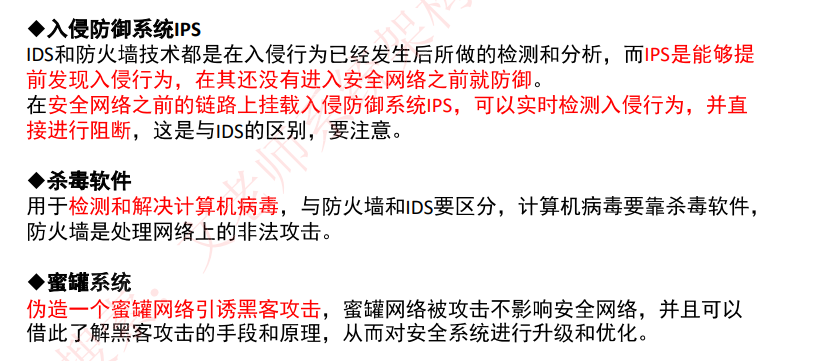 ◆入侵防御系统IPS
IDS和防火墙技术都是在入侵行为已经发生后所做的检测和分析，而IPS是能够提
前发现入侵行为，在其还没有进入安全网络之前就防御。
在安全网络之前的链路上挂载入侵防御系统IPS，可以实时检测入侵行为，并直
接进行阻断，这是与IDS的区别，要注意。
◆杀毒软件
用于检测和解决计算机病毒，与防火墙和IDS要区分，计算机病毒要靠杀毒软件，
防火墙是处理网络上的非法攻击。
◆蜜罐系统
伪造一个蜜罐网络引诱黑客攻击，蜜罐网络被攻击不影响安全网络，并且可以
借此了解黑客攻击的手段和原理，从而对安全系统进行升级和优化。